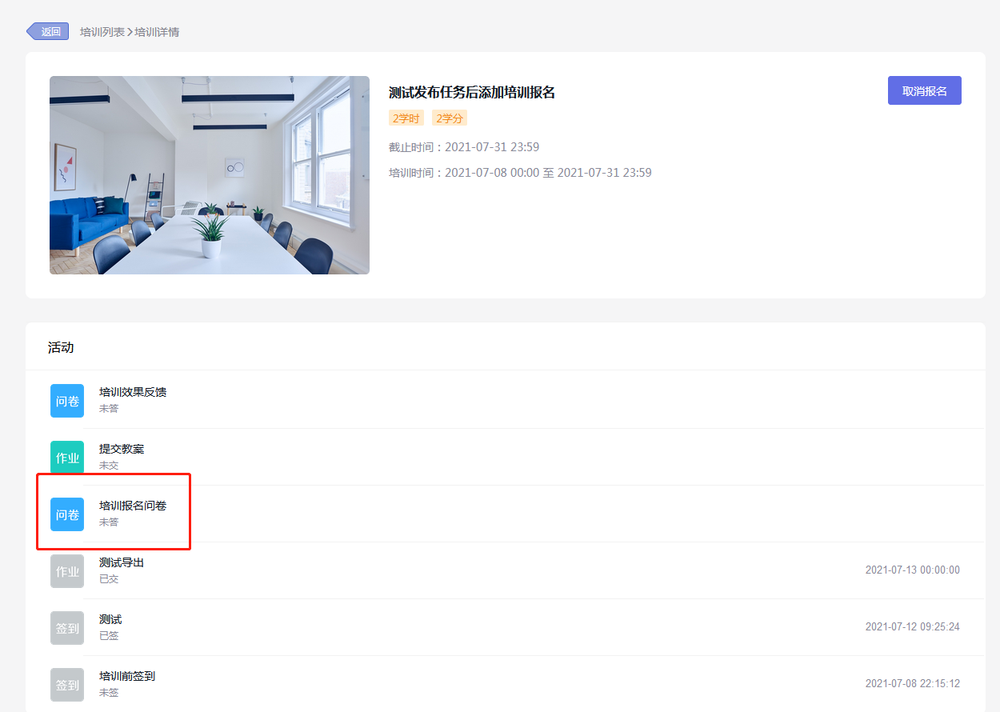 返回 培训列表>培训详情
测试发布任务后添加培训报名
取消报名
2学时 2学分
截止时间：2021-07-31 23:59
培训时间：2021-07-08 00:00 至 2021-07-31 23:59
活动
问卷
培训效果反馈
未答
作业
提交教案
未交
问卷
培训报名问卷
未答
作业
测试导出
已交
2021-07-13 00:00:00
签到
测试
已签
2021-07-12 09:25:24
签到
培训前签到
未签
2021-07-08 22:15:12